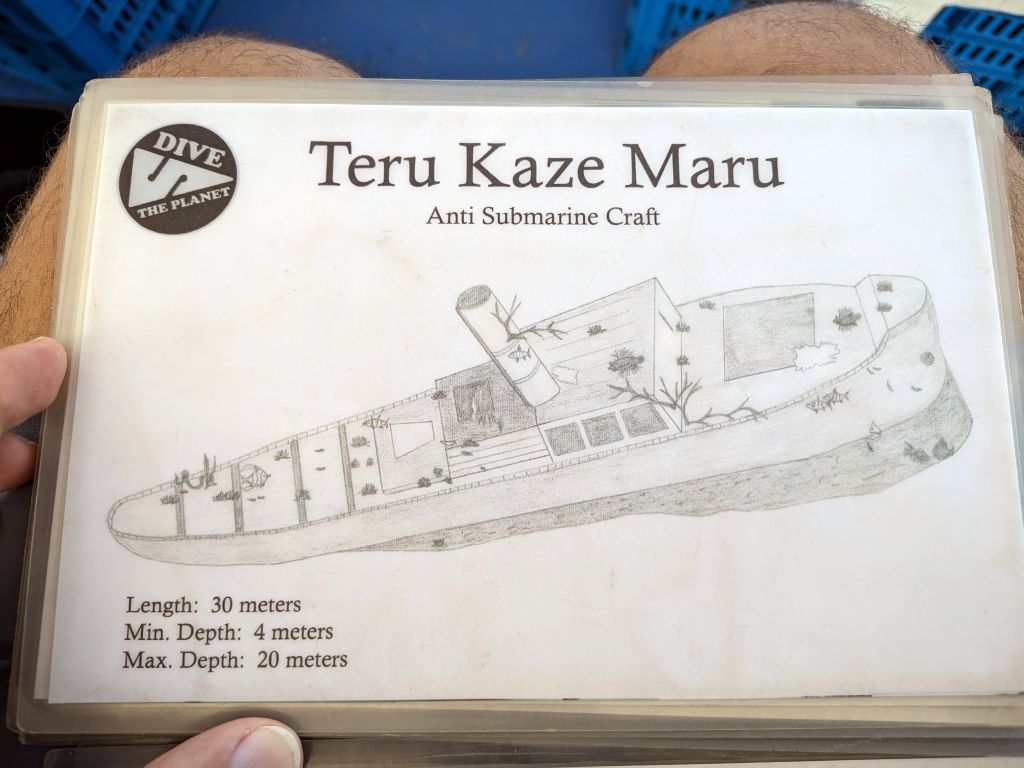 DIVE
THE PLANET
Teru Kaze Maru
Anti Submarine Craft
Length: 30 meters
Min. Depth: 4 meters
Max. Depth: 20 meters